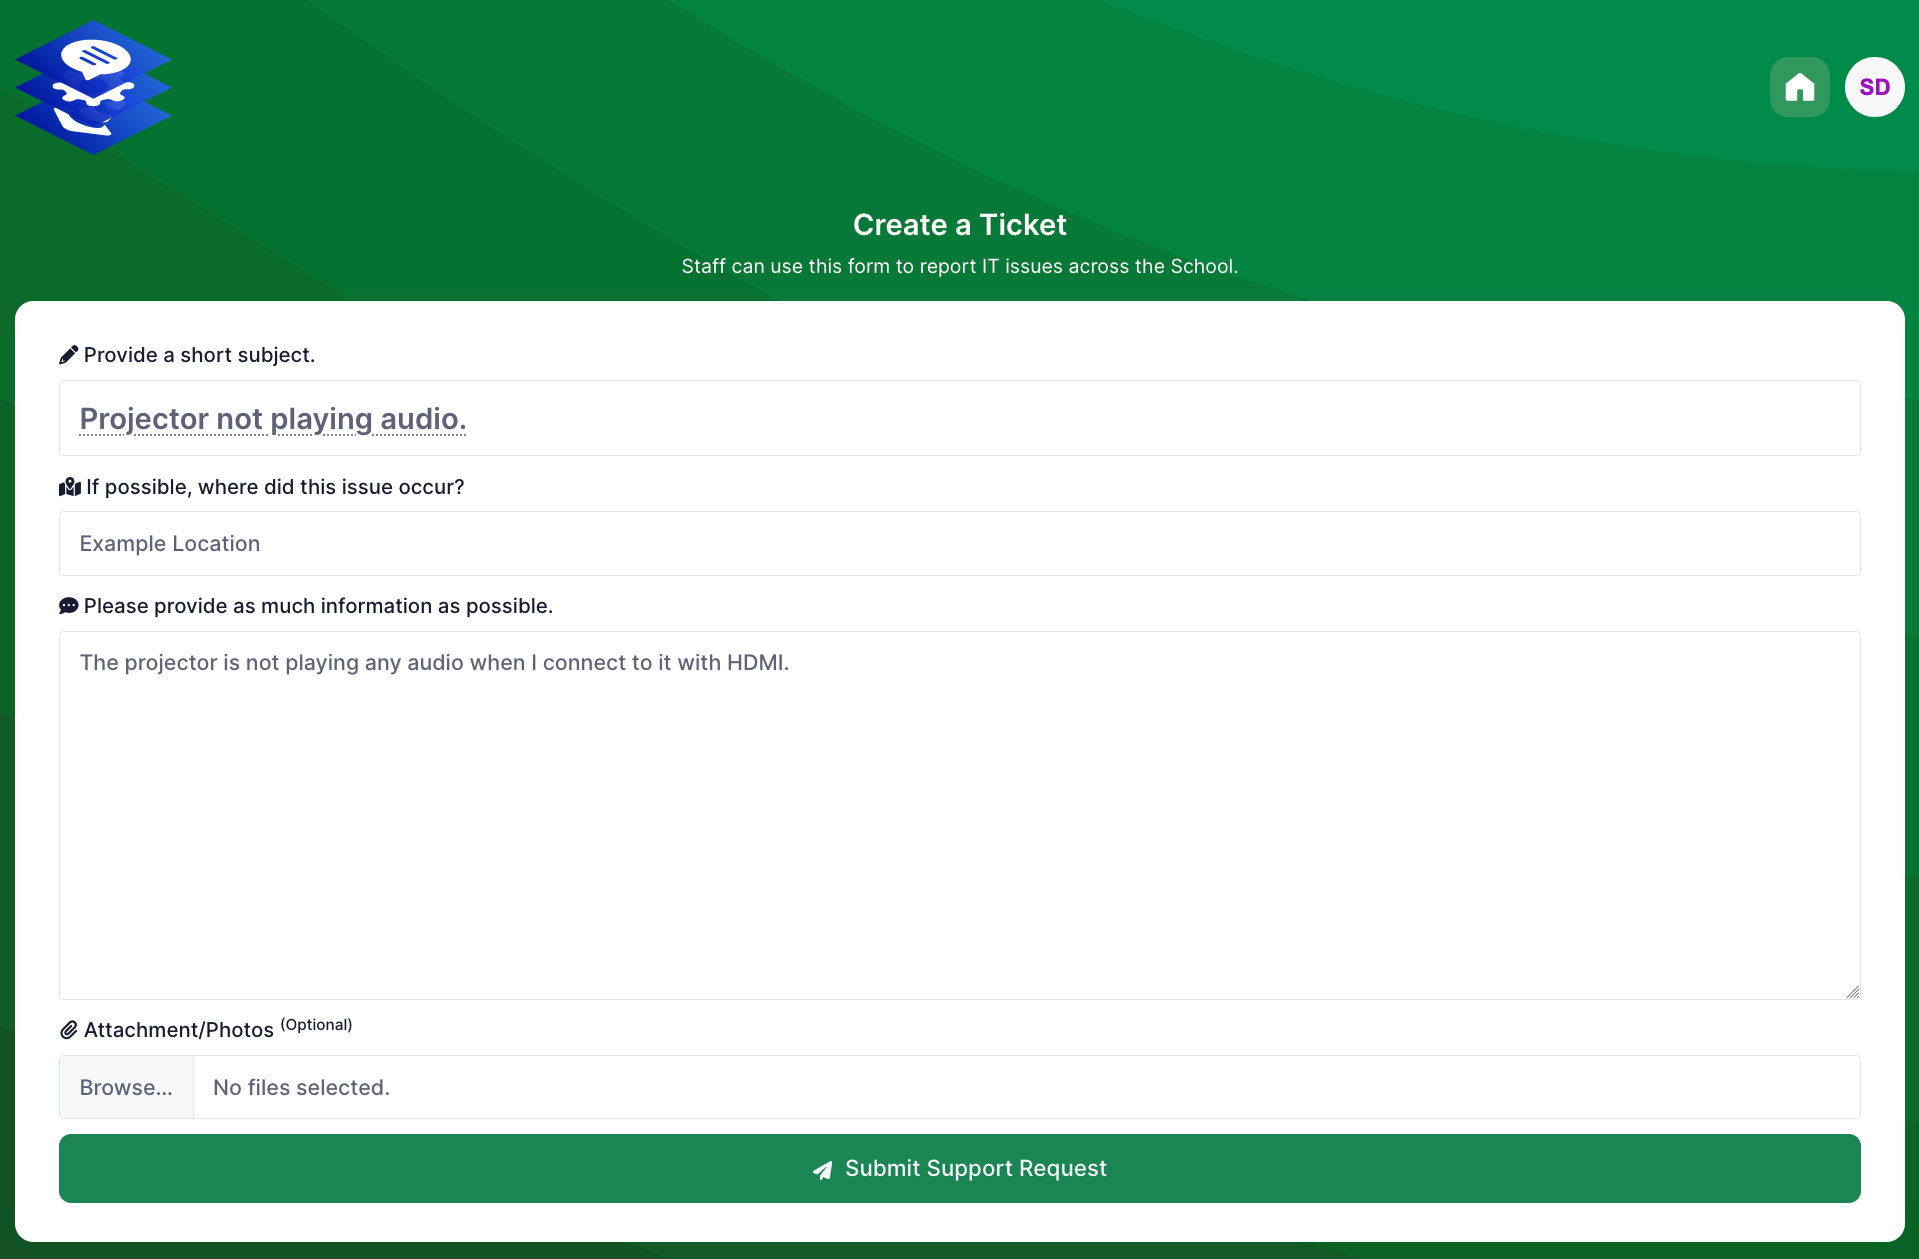 SD
Create a Ticket
Staff can use this form to report IT issues across the School.
Provide a short subject.
Projector not playing audio.
If possible, where did this issue occur?
Example Location
Please provide as much information as possible.
The projector is not playing any audio when I connect to it with HDMI.
Attachment/Photos (Optional)
Browse... No files selected.
Submit Support Request